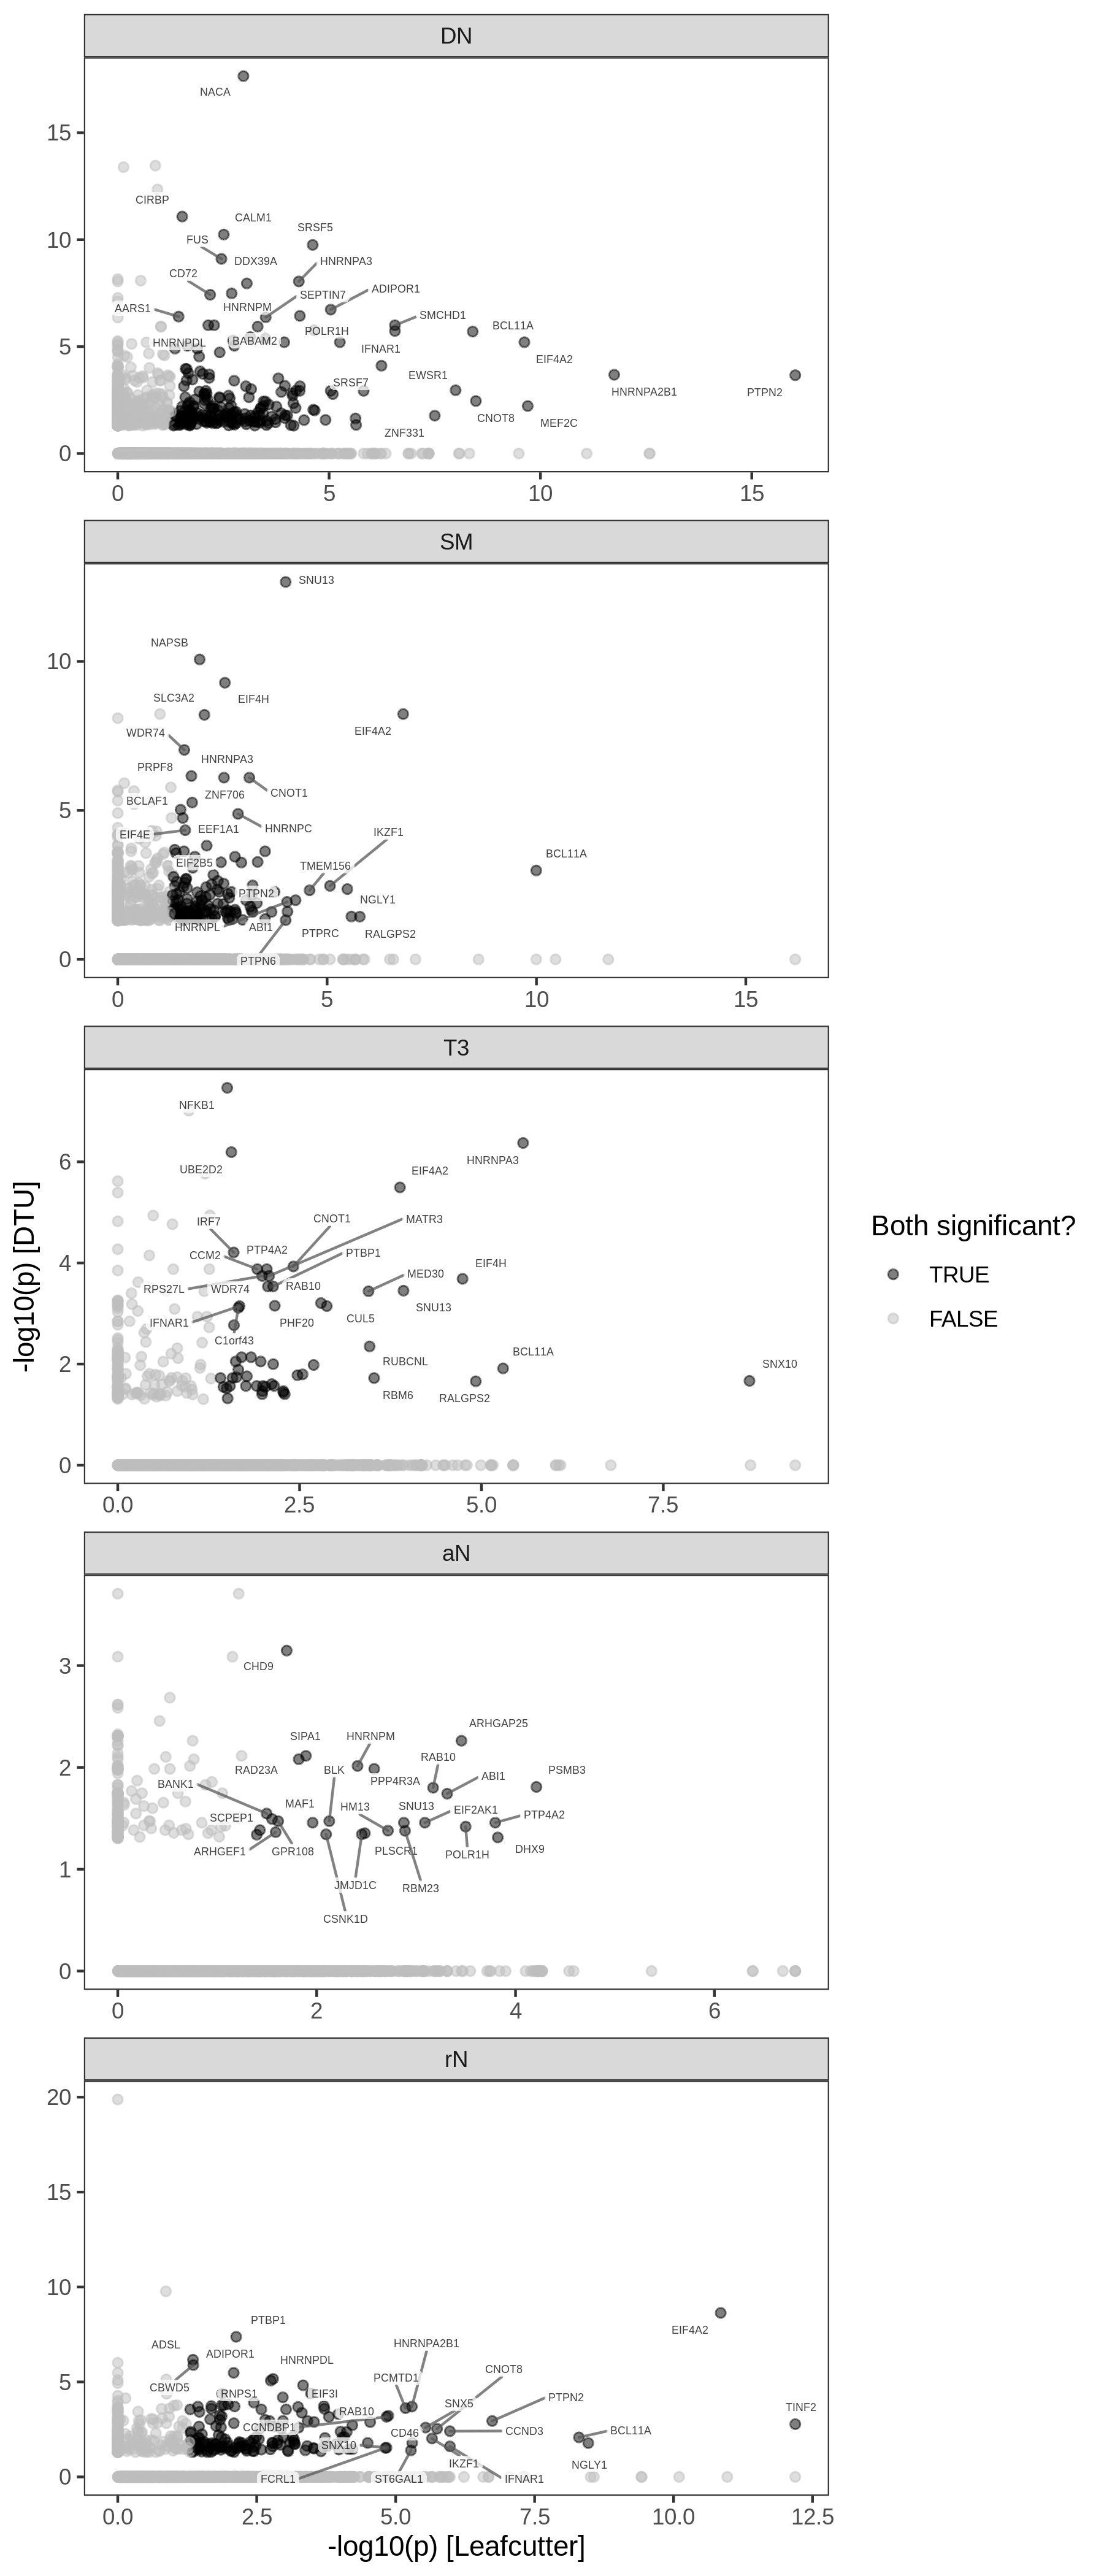 DN
NACA
15
CIRBP
CALM1
10
FUS
SRSF5
DDX39A
HNRNPA3
CD72
SEPTIN7
ADIPOR1
AARS1
HNRNPM
SMCHD1
POLR1H
BCL11A
5
HNRNPDL
BABAM2
IFNAR1
EIF4A2
SRSF7
EWSR1
HNRNPA2B1
PTPN2
CNOT8
MEF2C
ZNF331
0
0 5 10 15
SM
SNU13
NAPSB
10
SLC3A2
EIF4H
WDR74
EIF4A2
PRPF8
HNRNPA3
BCLAF1
ZNF706
CNOT1
5
EIF4E
EEF1A1
HNRNPC
IKZF1
EIF2B5
TMEM156
BCL11A
PTPN2
NGLY1
HNRNPL
ABI1
PTPRC
RALGPS2
0
PTPN6
0 5 10 15
T3
NFKB1
6
UBE2D2
HNRNPA3
EIF4A2
IRF7
CNOT1
MATR3
4
CCM2
PTP4A2
PTBP1
EIF4H
RPS27L
WDR74
RAB10
MED30
IFNAR1
PHF20
CUL5
SNU13
C1orf43
2
RUBCNL
BCL11A
SNX10
RBM6
RALGPS2
0
0.0 2.5 5.0 7.5
-log10(p) [DTU]
Both significant?
TRUE
FALSE
aN
3
CHD9
ARHGAP25
SIPA1
HNRNPM
2
RAD23A
BLK
RAB10
PSMB3
BANK1
PPP4R3A
ABI1
SCPEP1
MAF1
HM13
SNU13
EIF2AK1
PTP4A2
ARHGEF1
GPR108
PLSCR1
POLR1H
DHX9
1
JMJD1C
RBM23
CSNK1D
0
0 2 4 6
rN
20
15
10
PTBP1
EIF4A2
ADSL
ADIPOR1
HNRNPDL
HNRNPA2B1
5
CBWD5
PCMTD1
CNOT8
RNPS1
EIF3I
SNX5
PTPN2
TINF2
CCNDBP1
RAB10
CD46
CCND3
BCL11A
SNX10
IKZF1
NGLY1
0
FCRL1
ST6GAL1
IFNAR1
0.0 2.5 5.0 7.5 10.0 12.5
-log10(p) [Leafcutter]